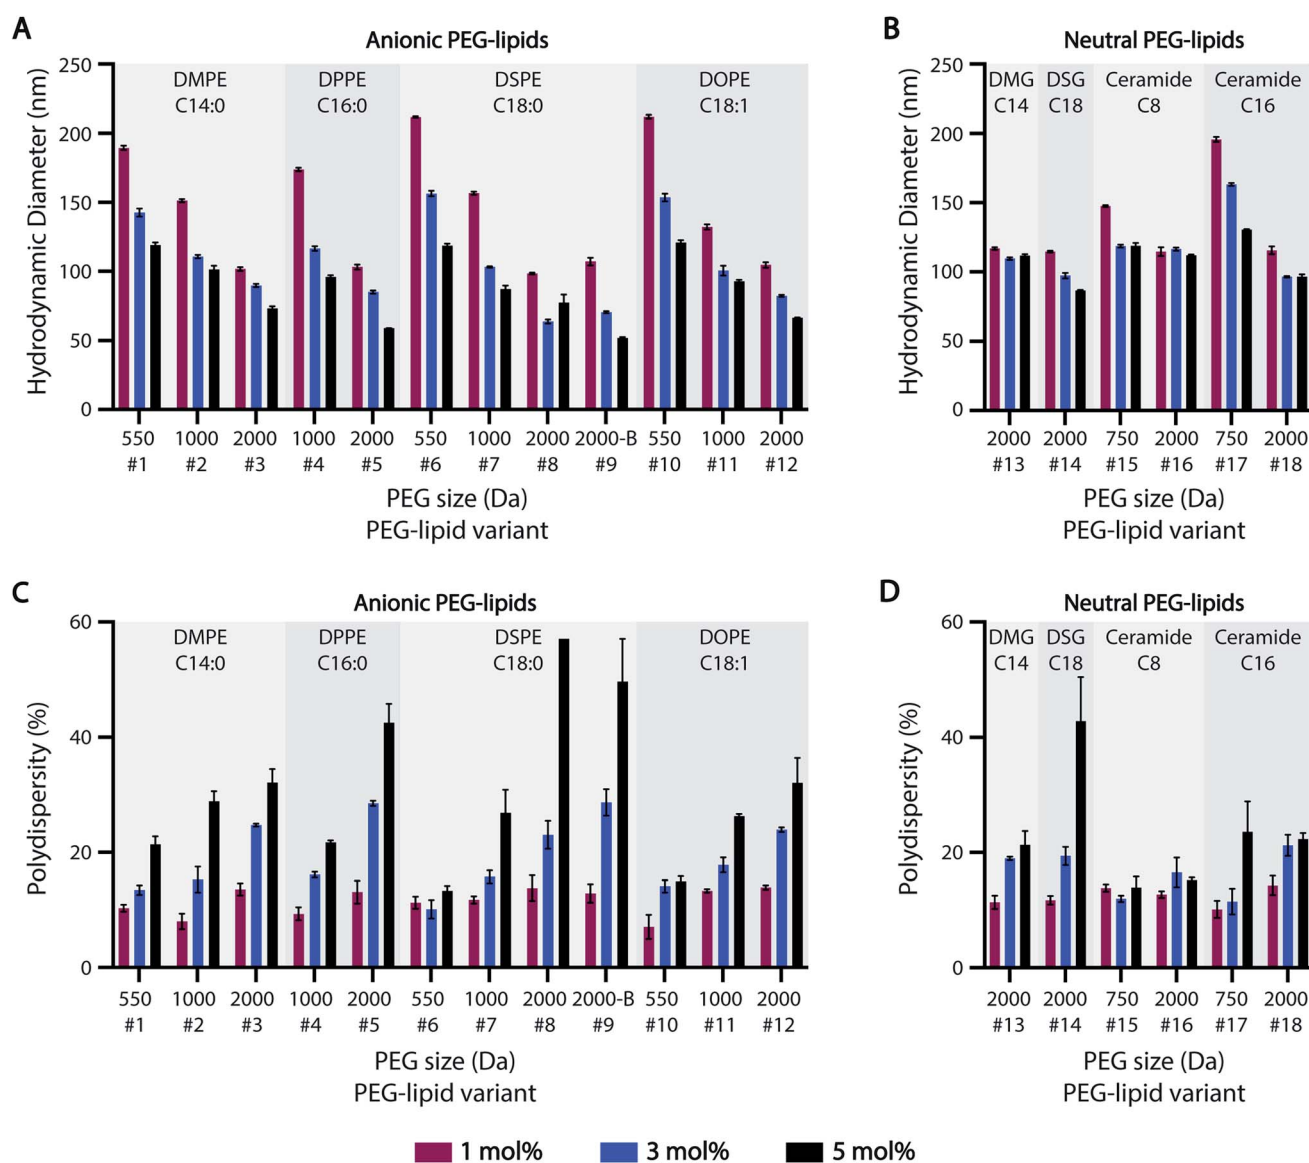 A
Anionic PEG-lipids
Hydrodynamic Diameter (nm)
250
200
150
100
50
0
DMPE
C14:0
DPPE
C16:0
DSPE
C18:0
DOPE
C18:1
550 1000 2000 1000 2000 550 1000 2000 2000-B 550 1000 2000
#1 #2 #3 #4 #5 #6 #7 #8 #9 #10 #11 #12
PEG size (Da)
PEG-lipid variant
B
Neutral PEG-lipids
Hydrodynamic Diameter (nm)
250
200
150
100
50
0
DMG
C14
DSG
C18
Ceramide
C8
Ceramide
C16
2000 2000 750 2000 750 2000
#13 #14 #15 #16 #17 #18
PEG size (Da)
PEG-lipid variant
C
Anionic PEG-lipids
Polydispersity (%)
60
40
20
0
DMPE
C14:0
DPPE
C16:0
DSPE
C18:0
DOPE
C18:1
550 1000 2000 1000 2000 550 1000 2000 2000-B 550 1000 2000
#1 #2 #3 #4 #5 #6 #7 #8 #9 #10 #11 #12
PEG size (Da)
PEG-lipid variant
D
Neutral PEG-lipids
Polydispersity (%)
60
40
20
0
DMG
C14
DSG
C18
Ceramide
C8
Ceramide
C16
2000 2000 750 2000 750 2000
#13 #14 #15 #16 #17 #18
PEG size (Da)
PEG-lipid variant
1 mol% 3 mol% 5 mol%